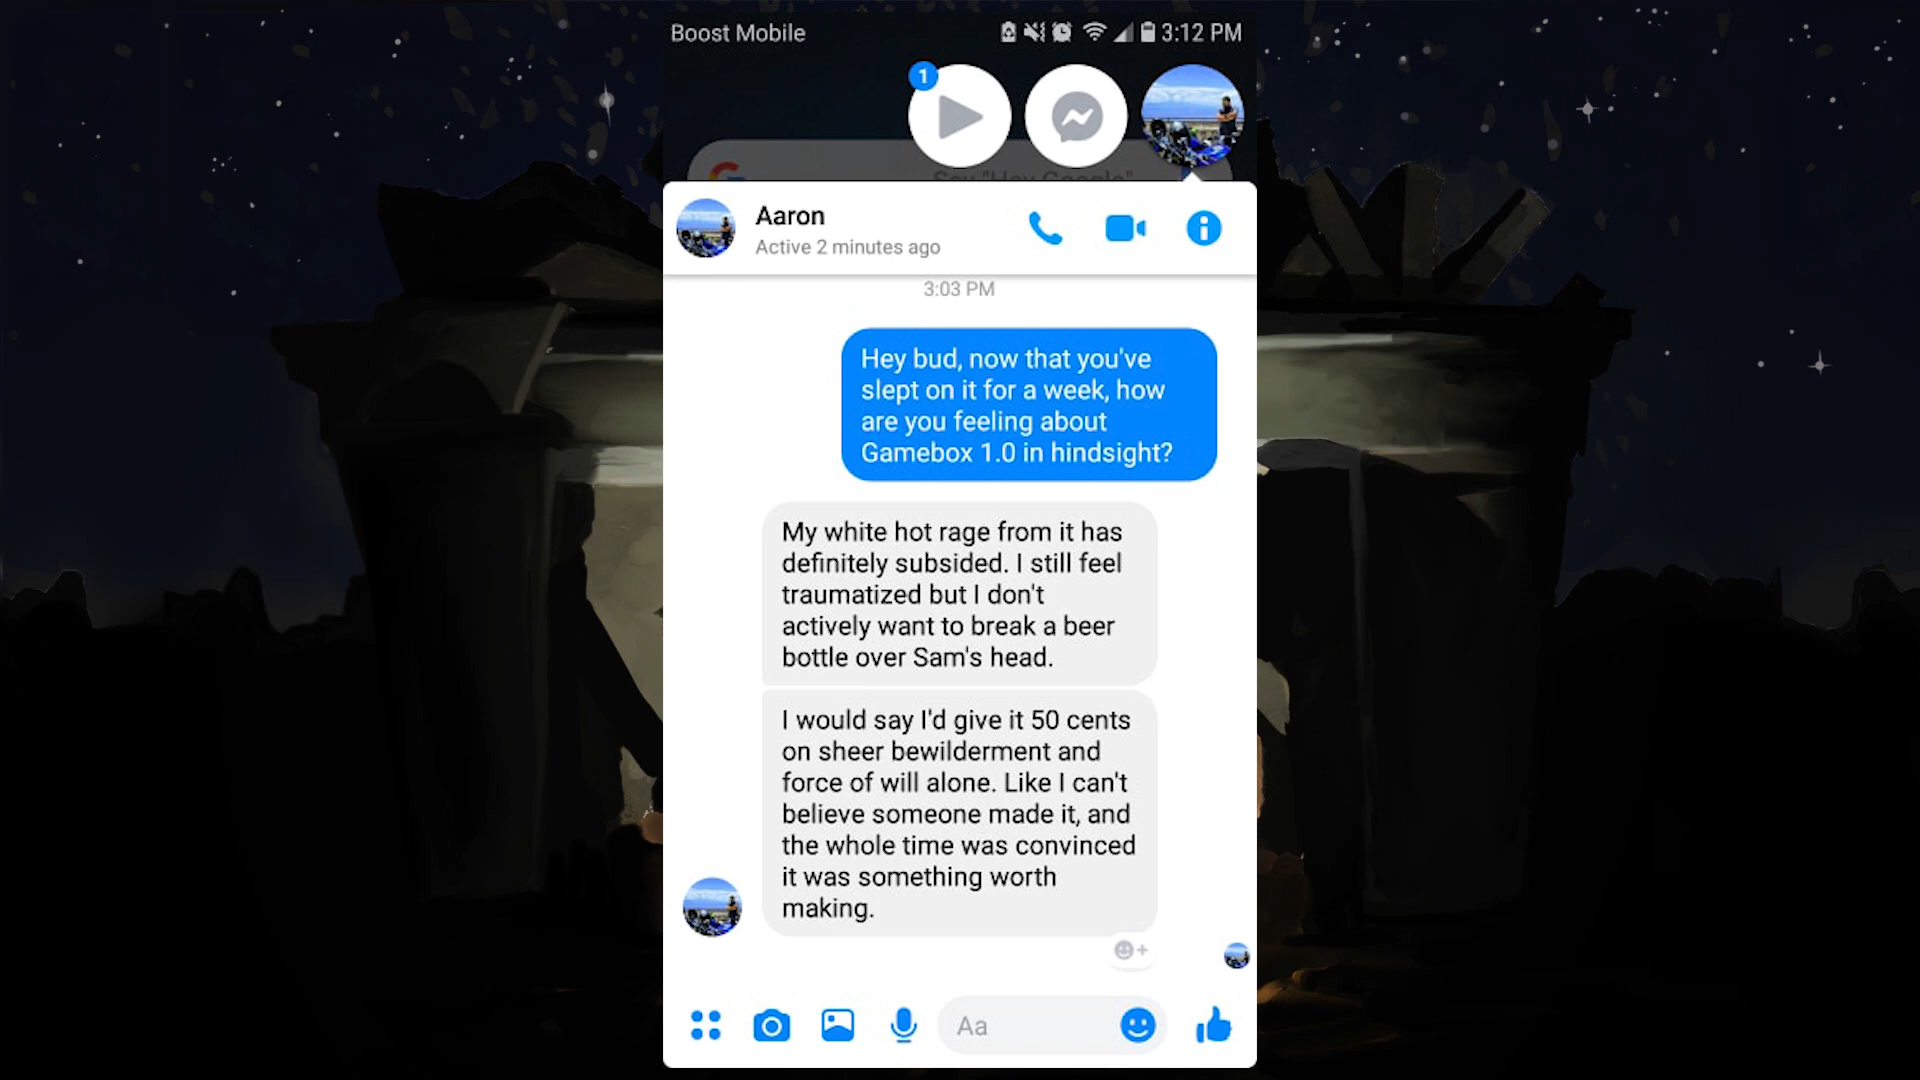 Boost Mobile
3:12 PM
1
Say "Hey Google"
Aaron
Active 2 minutes ago
3:03 PM
Hey bud, now that you've
slept on it for a week, how
are you feeling about
Gamebox 1.0 in hindsight?
My white hot rage from it has
definitely subsided. I still feel
traumatized but I don't
actively want to break a beer
bottle over Sam's head.
I would say I'd give it 50 cents
on sheer bewilderment and
force of will alone. Like I can't
believe someone made it, and
the whole time was convinced
it was something worth
making.
Aa